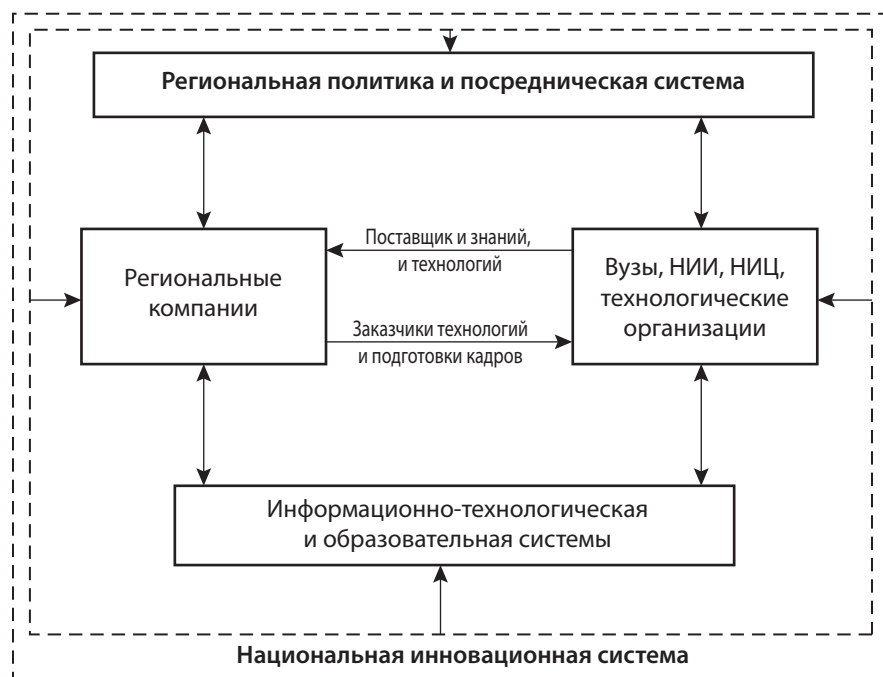 Региональная политика и посредническая система
Поставщик и знаний,
и технологий
Региональные
компании
Вузы, НИИ, НИЦ,
технологические
организации
Заказчики технологий
и подготовки кадров
Информационно-технологическая
и образовательная системы
Национальная инновационная система